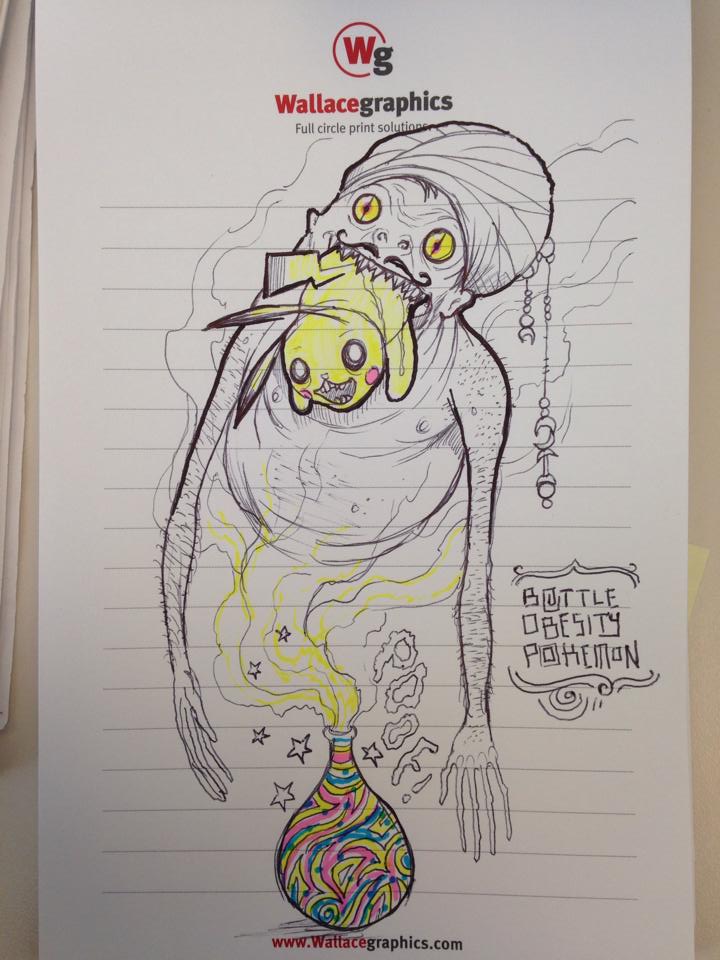 Wg
Wallacegraphics
Full circle print solutions
BOTTLE
OBESITY
POKEMON
www.Wallacegraphics.com